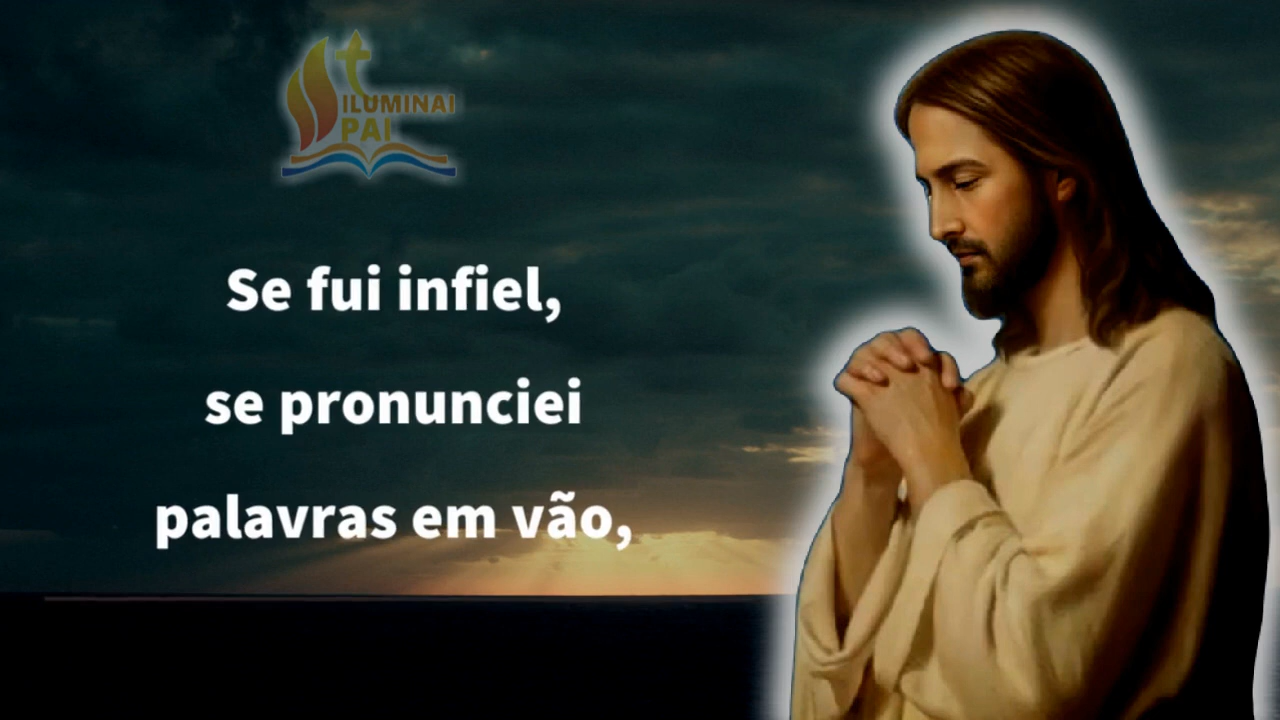 ILUMINAI
PAI
Se fui infiel,
se pronunciei
palavras em vão,